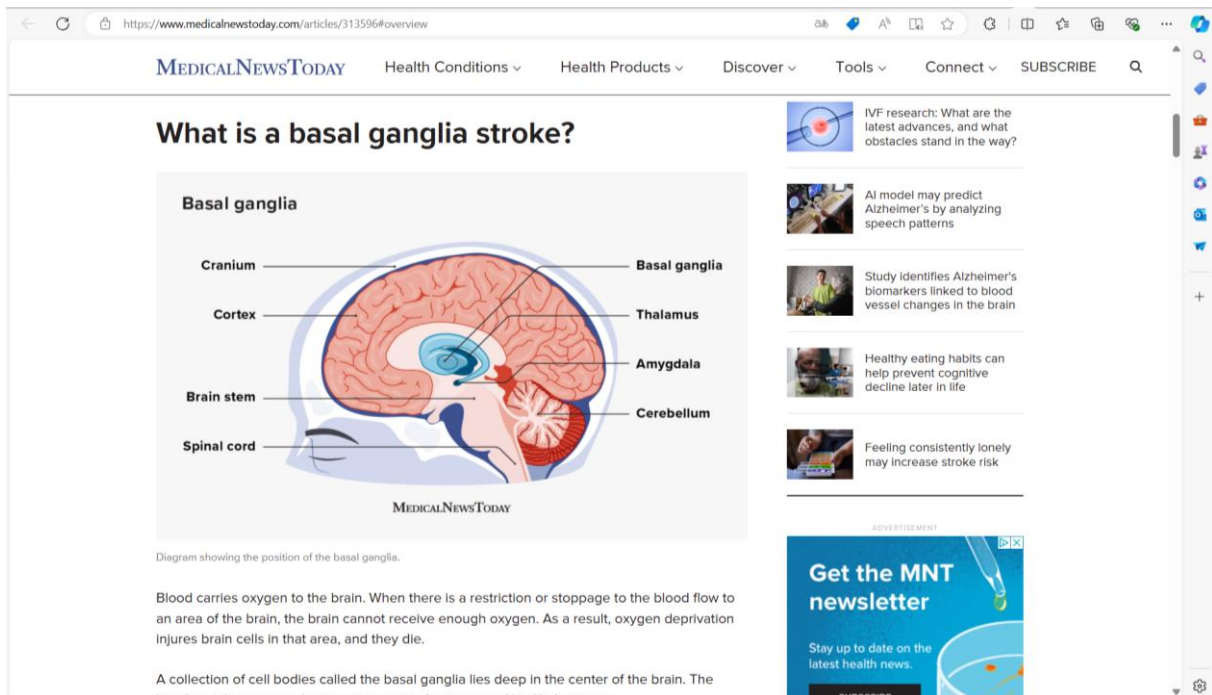 https://www.medicalnewstoday.com/articles/313596#overview
MEDICALNEWSTODAY
Health Conditions
Health Products
Discover
Tools
Connect
SUBSCRIBE
What is a basal ganglia stroke?
Basal ganglia
Cranium
Cortex
Brain stem
Spinal cord
Basal ganglia
Thalamus
Amygdala
Cerebellum
MEDICALNEWSTODAY
Diagram showing the position of the basal ganglia.
Blood carries oxygen to the brain. When there is a restriction or stoppage to the blood flow to
an area of the brain, the brain cannot receive enough oxygen. As a result, oxygen deprivation
injures brain cells in that area, and they die.
A collection of cell bodies called the basal ganglia lies deep in the center of the brain. The
IVF research: What are the
latest advances, and what
obstacles stand in the way?
AI model may predict
Alzheimer's by analyzing
speech patterns
Study identifies Alzheimer's
biomarkers linked to blood
vessel changes in the brain
Healthy eating habits can
help prevent cognitive
decline later in life
Feeling consistently lonely
may increase stroke risk
ADVERTISEMENT
Get the MNT
newsletter
Stay up to date on the
latest health news.
SUBSCRIBE